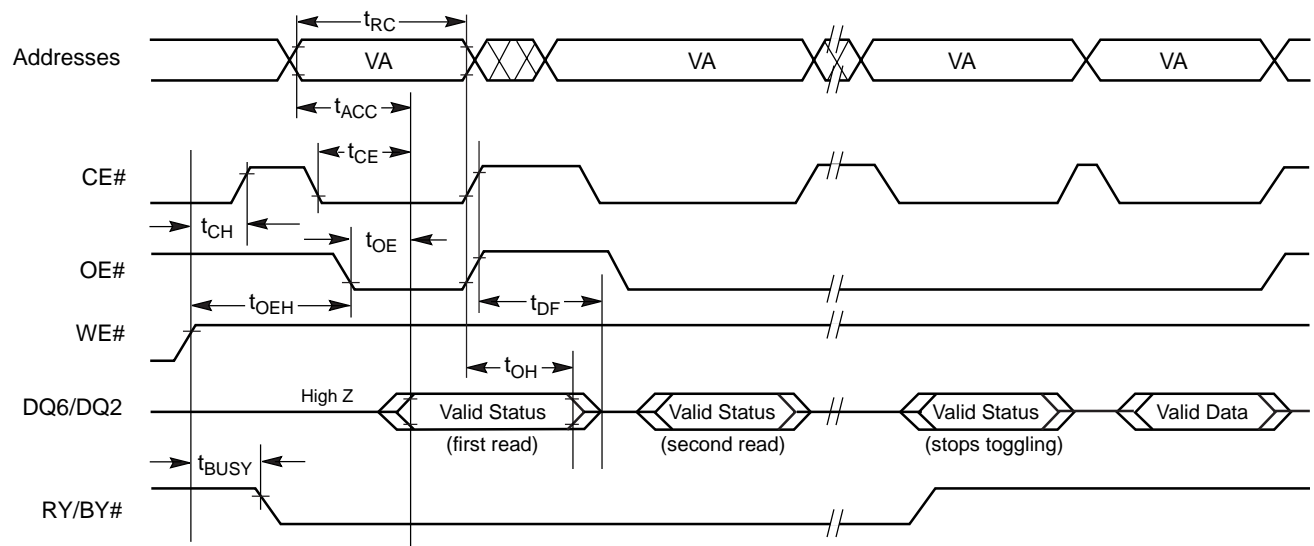 tRC
Addresses VA VA VA VA
tACC
tCE
CE#
tCH
tOE
OE#
tOEH tDF
WE#
tOH
High Z
DQ6/DQ2 Valid Status Valid Status Valid Status Valid Data
(first read) (second read) (stops toggling)
tBUSY
RY/BY#